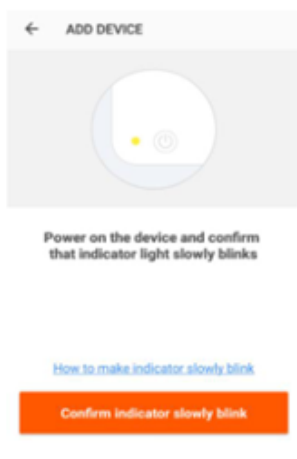 ADD DEVICE
Power on the device and confirm
that indicator light slowly blinks
How to make indicator slowly blink
Confirm indicator slowly blink